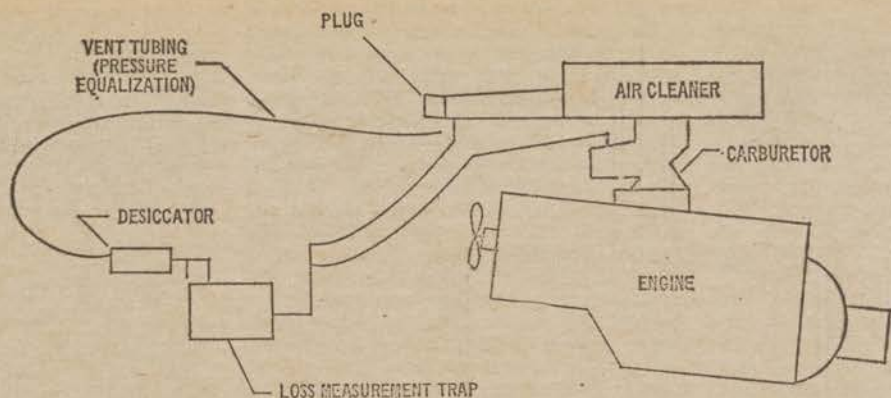 PLUG
VENT TUBING
(PRESSURE
EQUALIZATION)
AIR CLEANER
CARBURETOR
DESICCATOR
ENGINE
LOSS MEASUREMENT TRAP